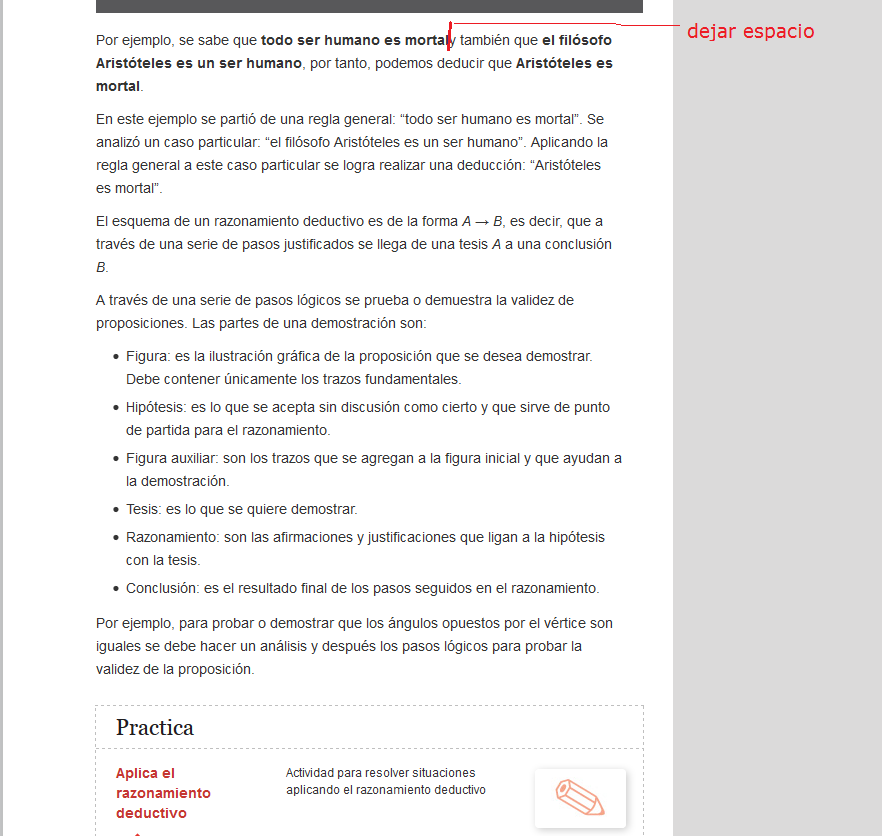 Por ejemplo, se sabe que todo ser humano es mortaly también que el filósofo
dejar espacio
Aristóteles es un ser humano, por tanto, podemos deducir que Aristóteles es
mortal.
En este ejemplo se partió de una regla general: “todo ser humano es mortal”. Se
analizó un caso particular: “el filósofo Aristóteles es un ser humano”. Aplicando la
regla general a este caso particular se logra realizar una deducción: “Aristóteles
es mortal”.
El esquema de un razonamiento deductivo es de la forma A → B, es decir, que a
través de una serie de pasos justificados se llega de una tesis A a una conclusión
B.
A través de una serie de pasos lógicos se prueba o demuestra la validez de
proposiciones. Las partes de una demostración son:
• Figura: es la ilustración gráfica de la proposición que se desea demostrar.
Debe contener únicamente los trazos fundamentales.
• Hipótesis: es lo que se acepta sin discusión como cierto y que sirve de punto
de partida para el razonamiento.
• Figura auxiliar: son los trazos que se agregan a la figura inicial y que ayudan a
la demostración.
• Tesis: es lo que se quiere demostrar.
• Razonamiento: son las afirmaciones y justificaciones que ligan a la hipótesis
con la tesis.
• Conclusión: es el resultado final de los pasos seguidos en el razonamiento.
Por ejemplo, para probar o demostrar que los ángulos opuestos por el vértice son
iguales se debe hacer un análisis y después los pasos lógicos para probar la
validez de la proposición.
Practica
Aplica el
razonamiento
deductivo
Actividad para resolver situaciones
aplicando el razonamiento deductivo